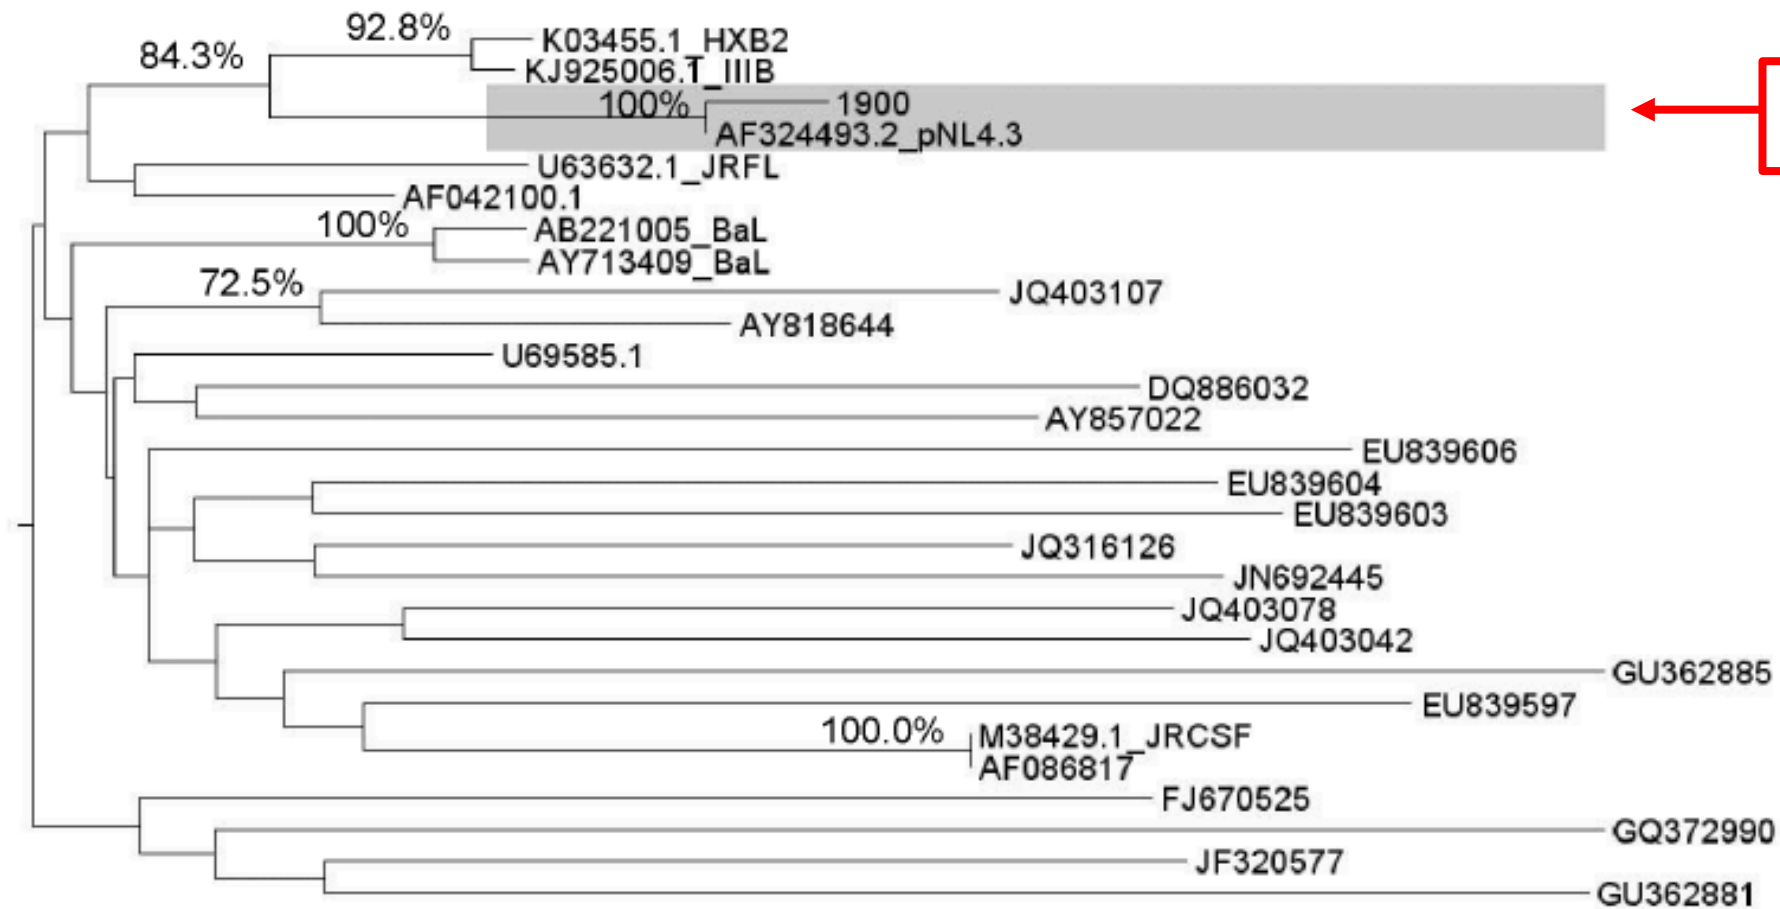 92.8%
K03455.1_HXB2
84.3%
KJ925006.1_IIIB
100%
1900
AF324493.2_pNL4.3
U63632.1_JRFL
AF042100.1
100%
AB221005_BaL
AY713409_BaL
72.5%
JQ403107
AY818644
U69585.1
DQ886032
AY857022
EU839606
EU839604
EU839603
JQ316126
JN692445
JQ403078
JQ403042
GU362885
EU839597
100.0%
M38429.1_JRCSF
AF086817
FJ670525
GQ372990
JF320577
GU362881